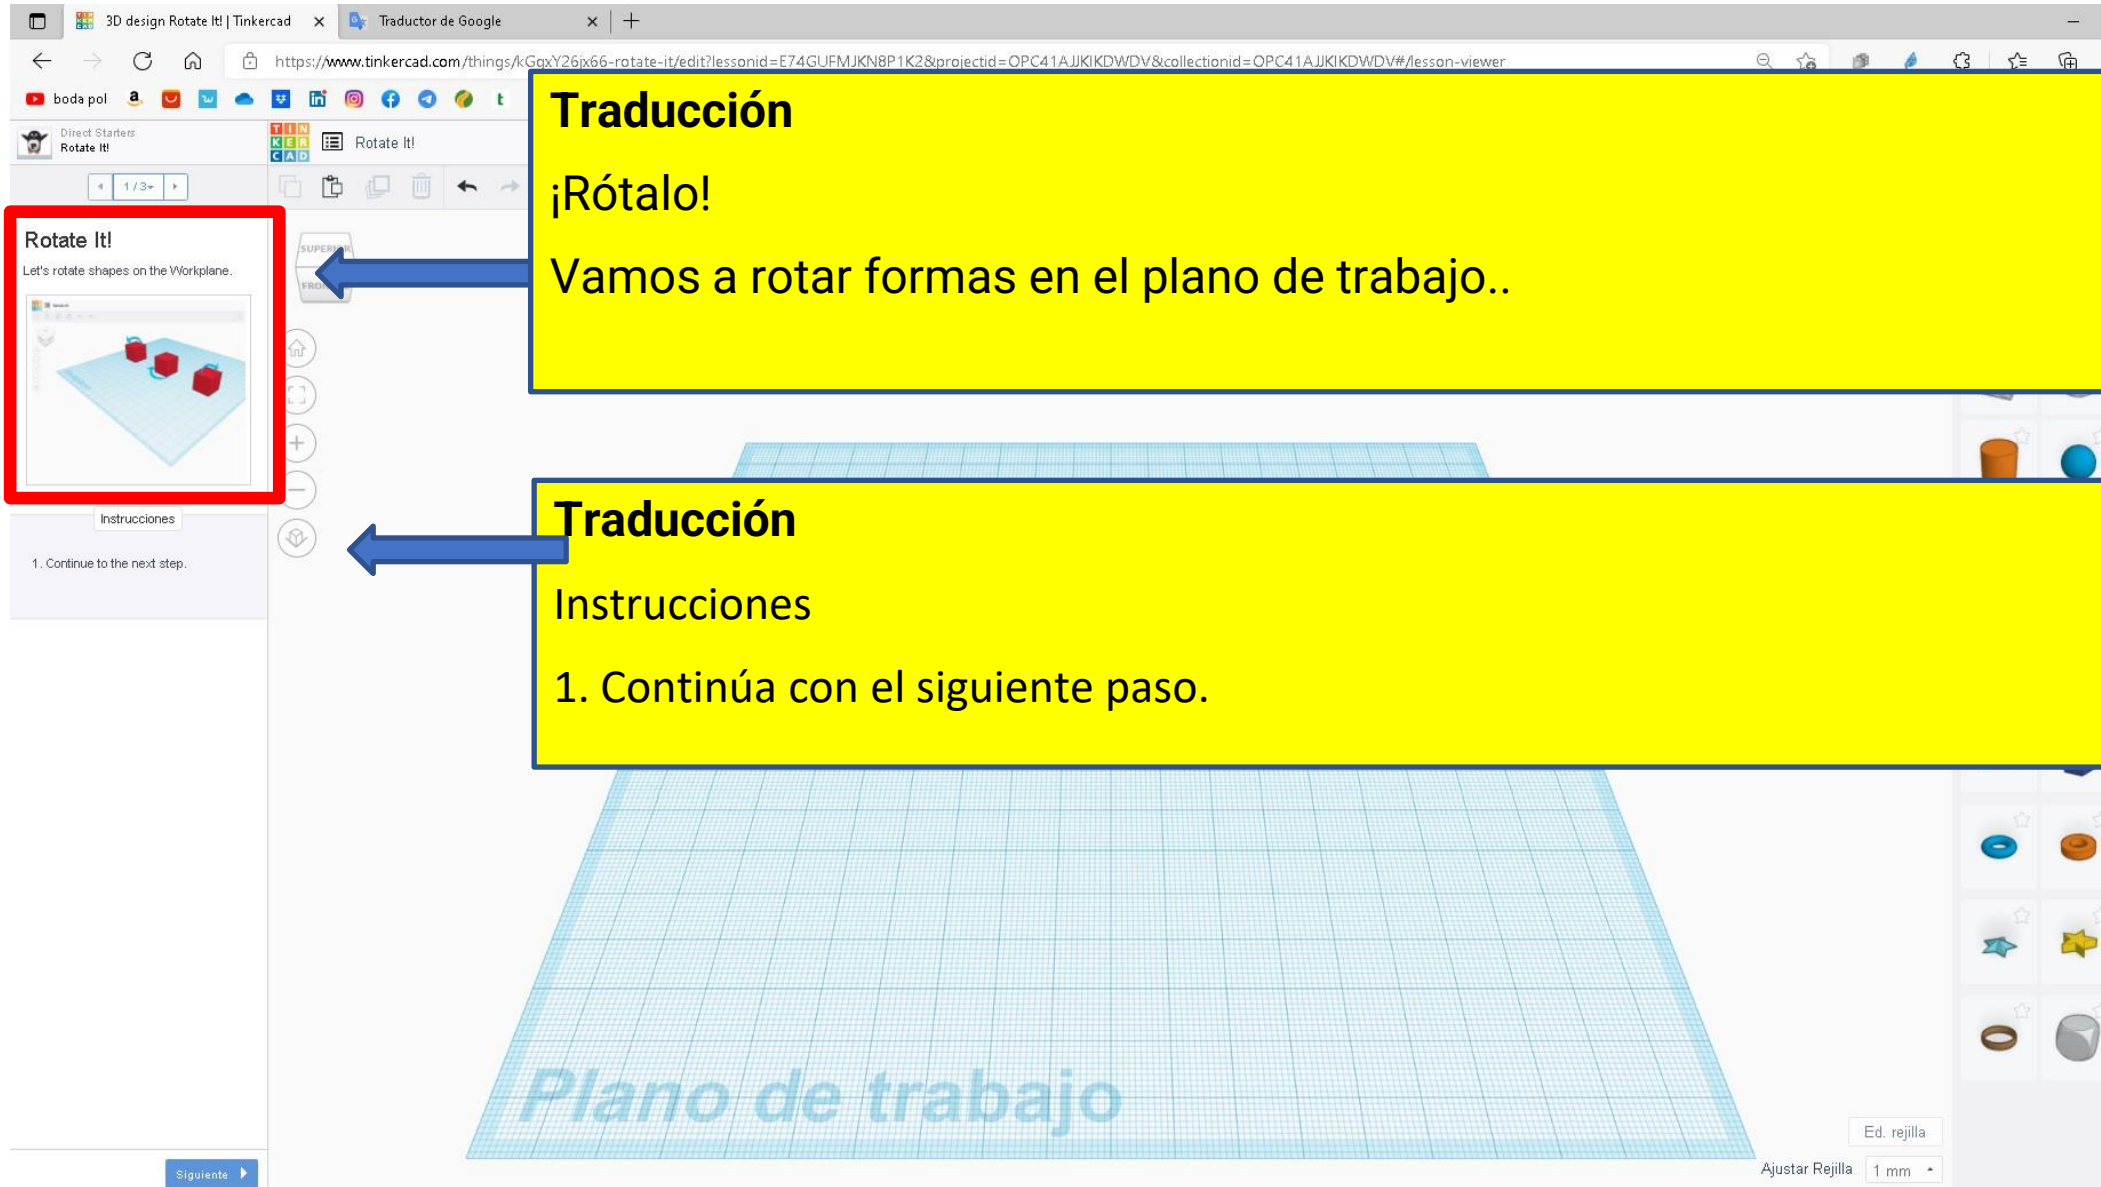 3D design Rotate It! | Tinkercad
Traductor de Google
https://www.tinkercad.com/things/kGqxY26jx66-rotate-it/edit?lessonid=E74GUFMJKN8P1K2&projectid=OPC41AJJKIKDWDV&collectionid=OPC41AJJKIKDWDV#/lesson-viewer
boda pol
Direct Starters
Rotate It!
TIN
KER
CAD
Rotate It!
1 / 3
Traducción
¡Rótalo!
Vamos a rotar formas en el plano de trabajo..
Rotate It!
Let's rotate shapes on the Workplane.
SUPERIOR
Instrucciones
1. Continue to the next step.
Traducción
Instrucciones
1. Continúa con el siguiente paso.
Plano de trabajo
Ed. rejilla
Ajustar Rejilla 1 mm
Siguiente